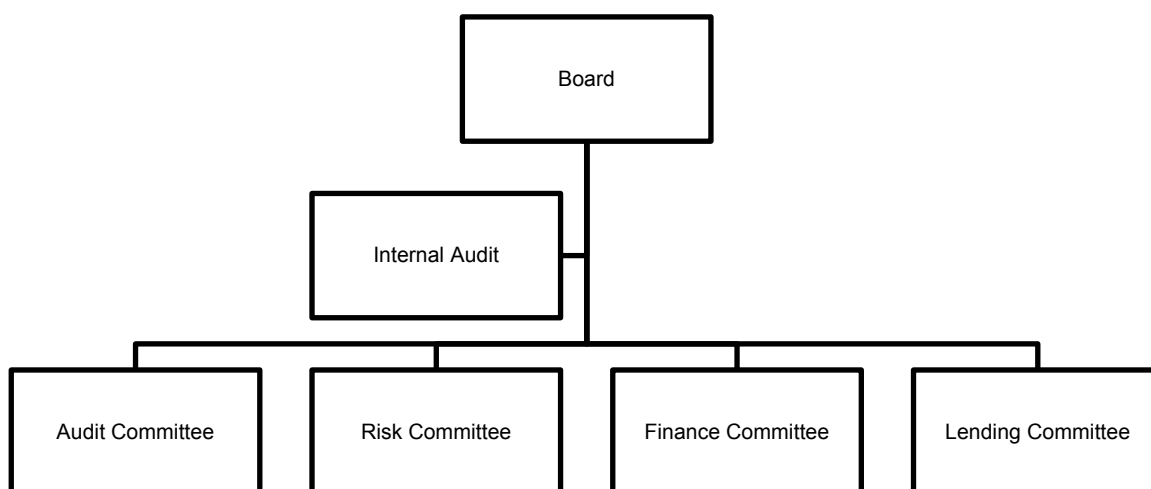 Board
Internal Audit
Audit Committee
Risk Committee
Finance Committee
Lending Committee